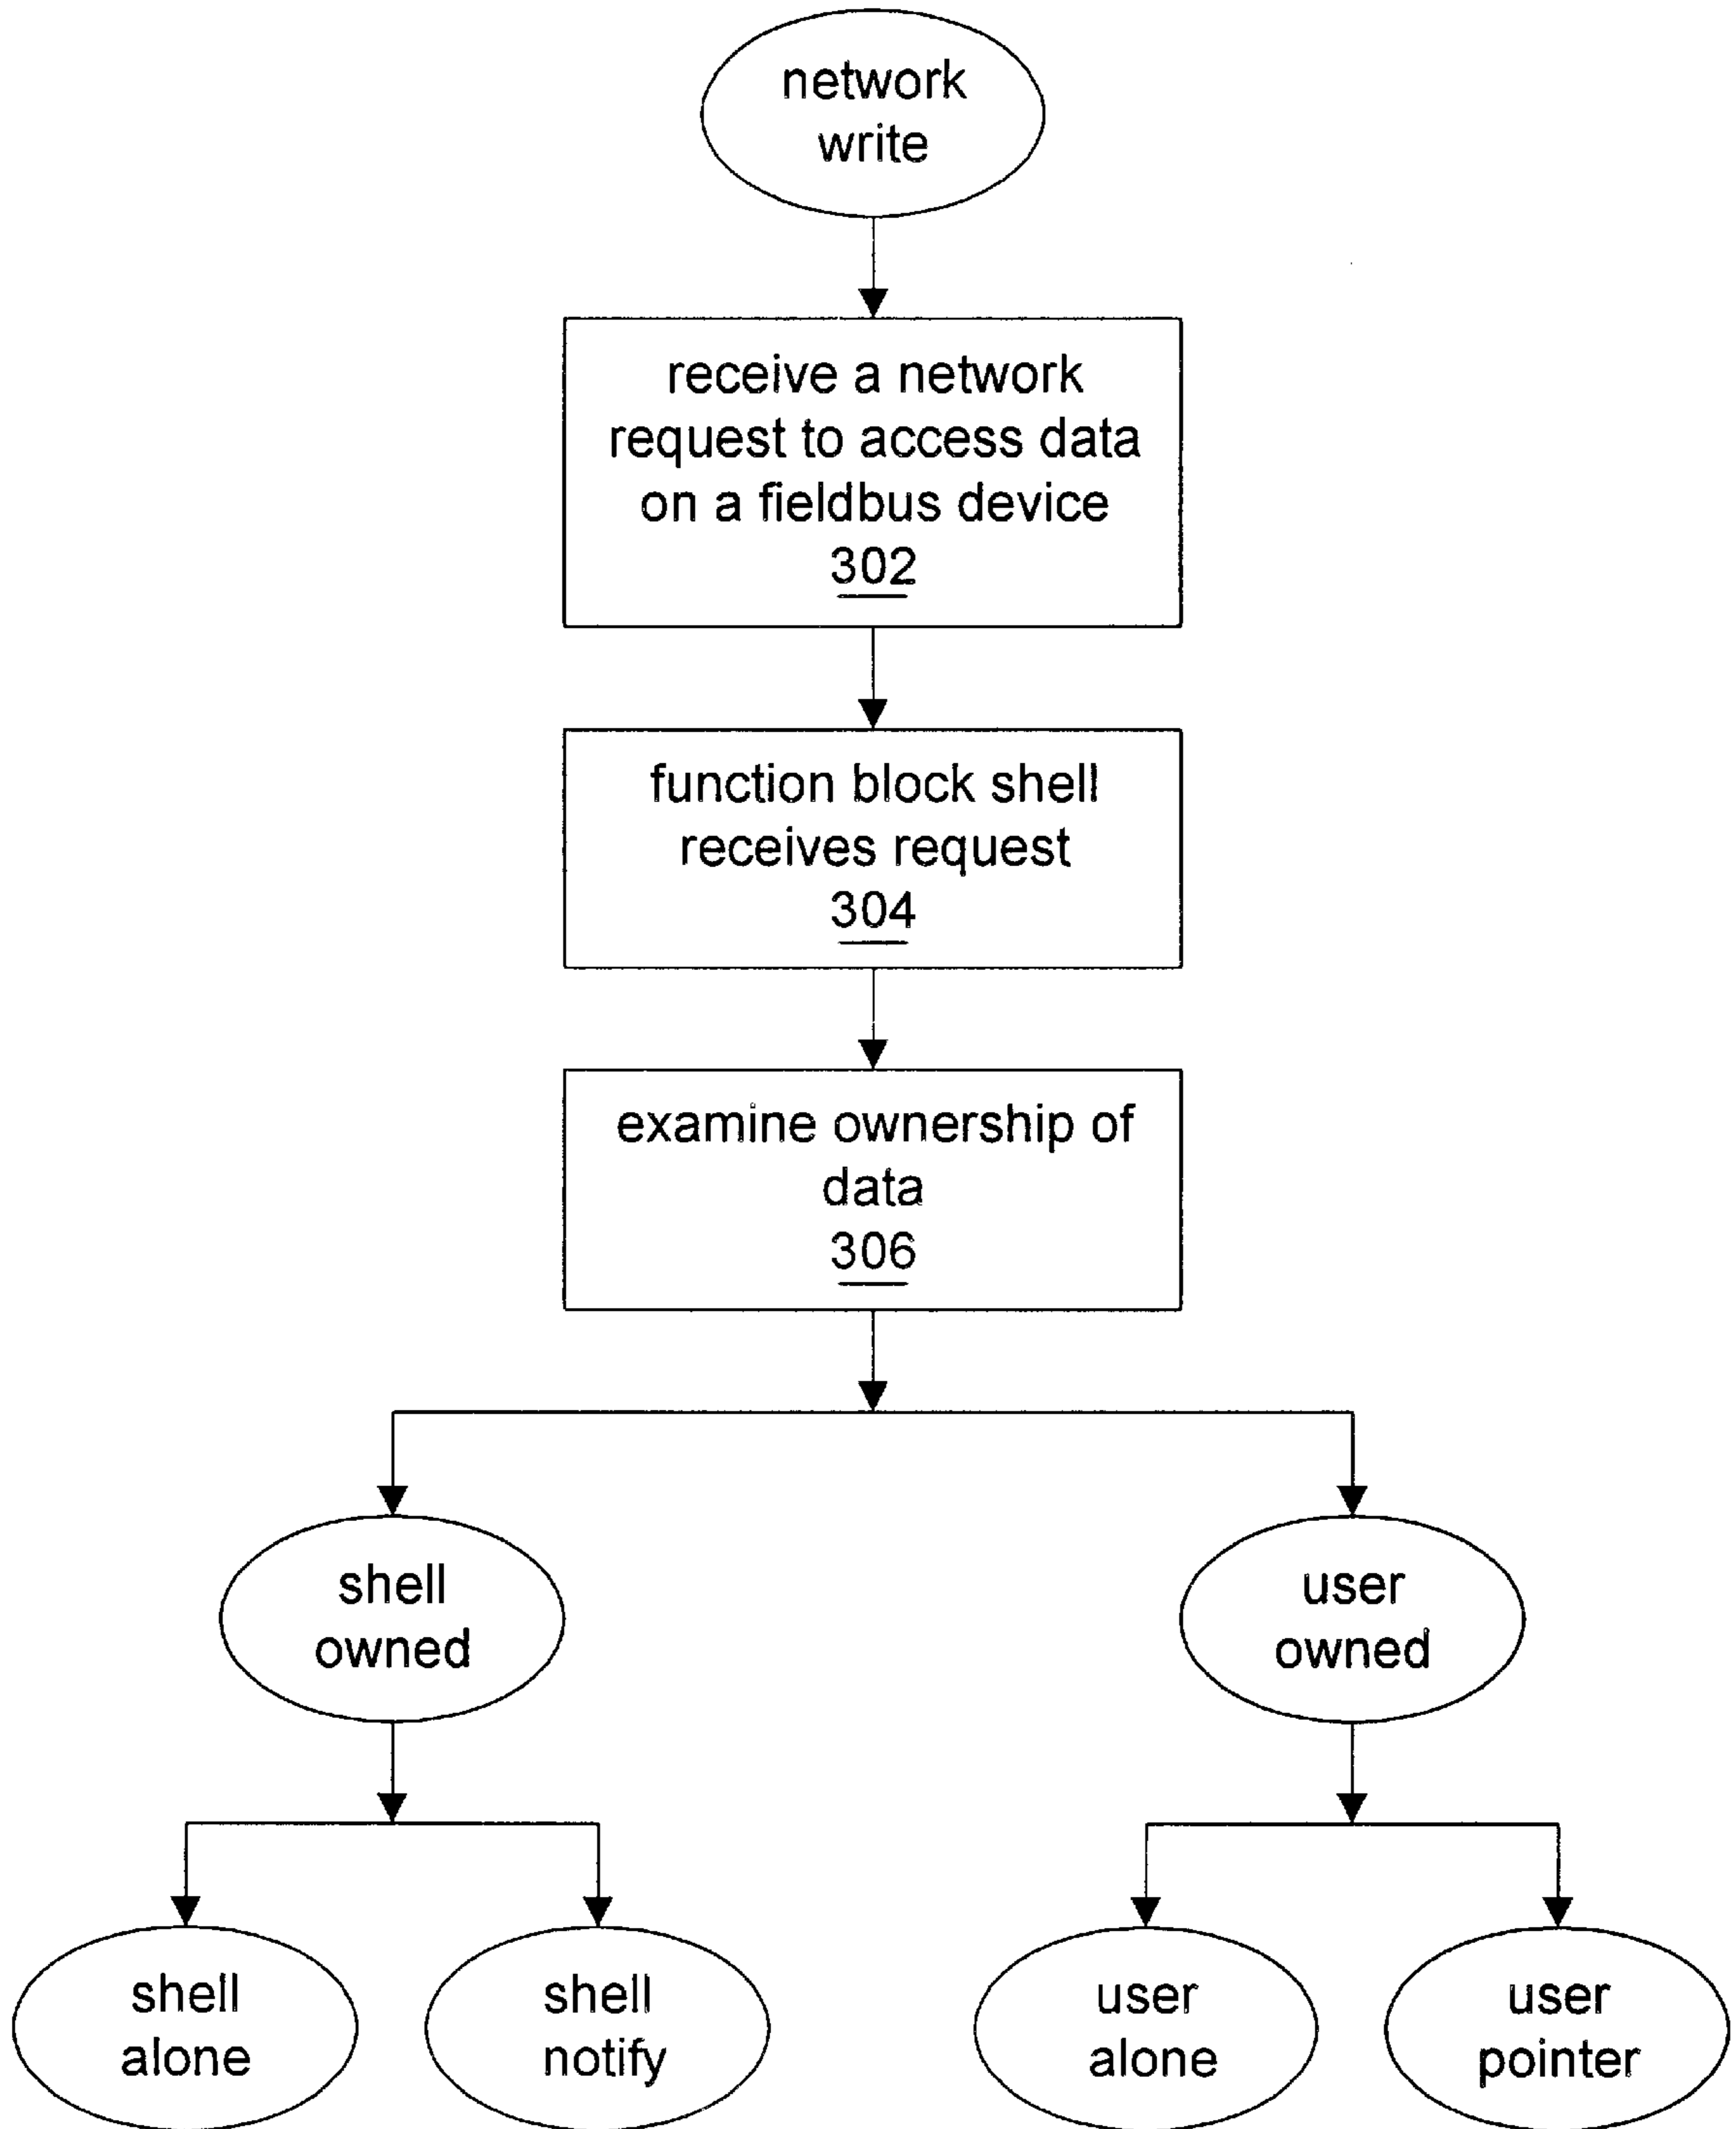 network
write
receive a network
request to access data
on a fieldbus device
302
function block shell
receives request
304
examine ownership of
data
306
shell
owned
user
owned
shell
alone
shell
notify
user
alone
user
pointer